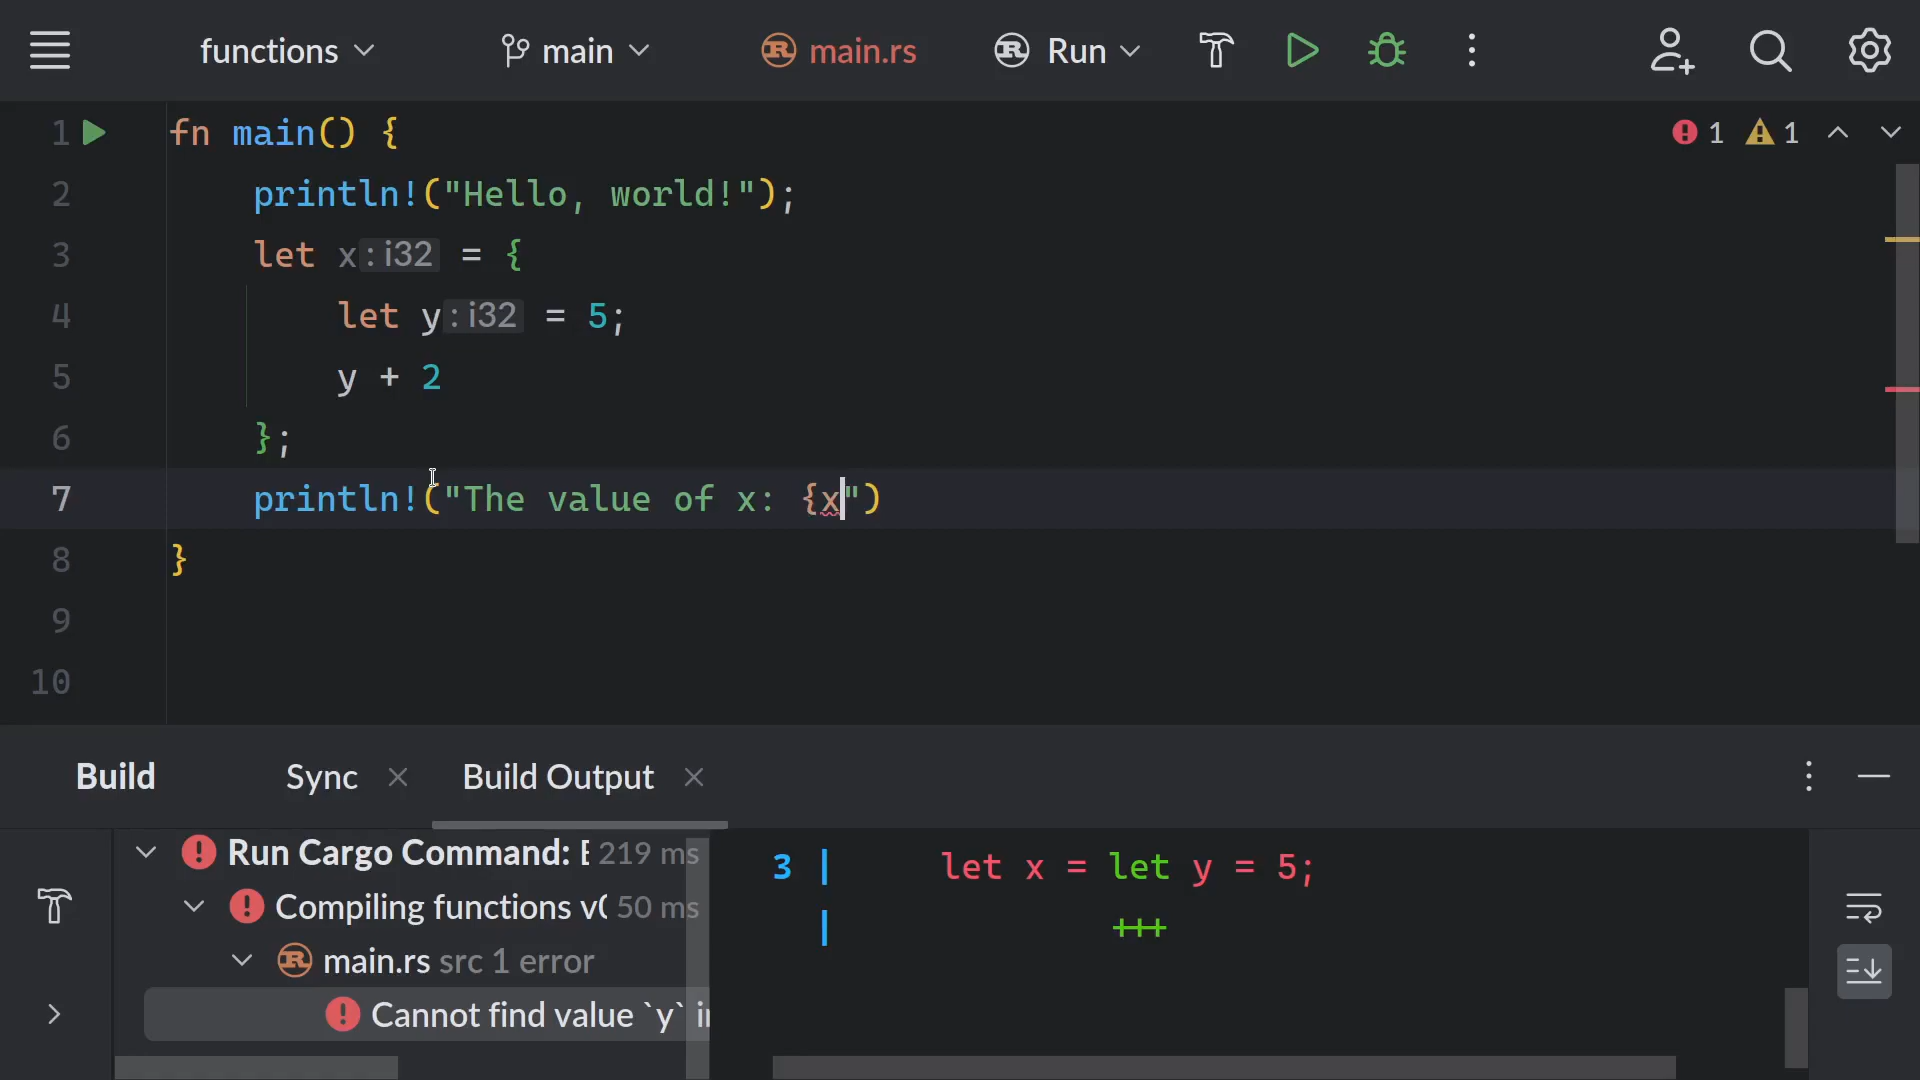 functions main main.rs Run
1 fn main() {
1 1
2 println!("Hello, world!");
3 let x: i32 = {
4 let y: i32 = 5;
5 y + 2
6 };
7 println!("The value of x: {x")
8 }
9
10
Build Sync Build Output
Run Cargo Command: 219 ms
Compiling functions 50 ms
main.rs src 1 error
Cannot find value `y`
3 | let x = let y = 5;
| +++